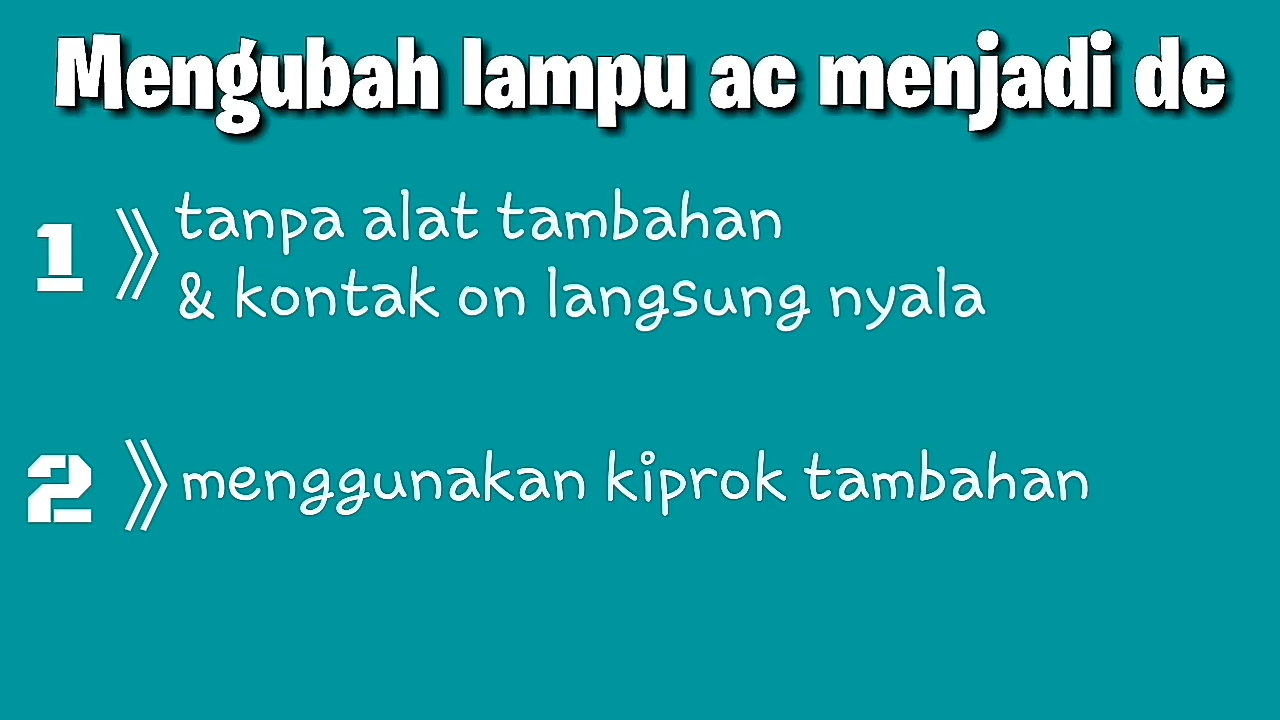 Mengubah lampu ac menjadi dc
1 》 tanpa alat tambahan
& kontak on langsung nyala
2 》 menggunakan kiprok tambahan